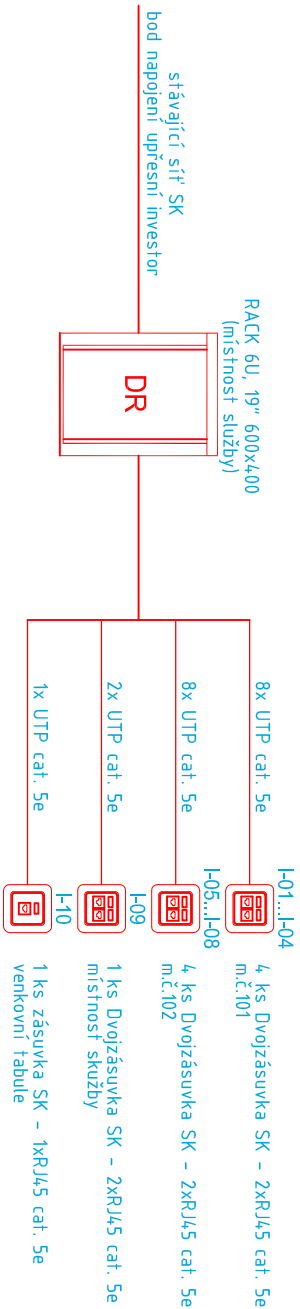 stávající síť SK
bod napojení upřesní investor
RACK 6U, 19" 600x400
(místnost služby)
DR
8x UTP cat. 5e
I-01...I-04
4 ks Dvojzásuvka SK - 2xRJ45 cat. 5e
m.č.101
8x UTP cat. 5e
I-05...I-08
4 ks Dvojzásuvka SK - 2xRJ45 cat. 5e
m.č.102
2x UTP cat. 5e
I-09
1 ks Dvojzásuvka SK - 2xRJ45 cat. 5e
místnost skužby
1x UTP cat. 5e
I-10
1 ks zásuvka SK - 1xRJ45 cat. 5e
venkovní tabule